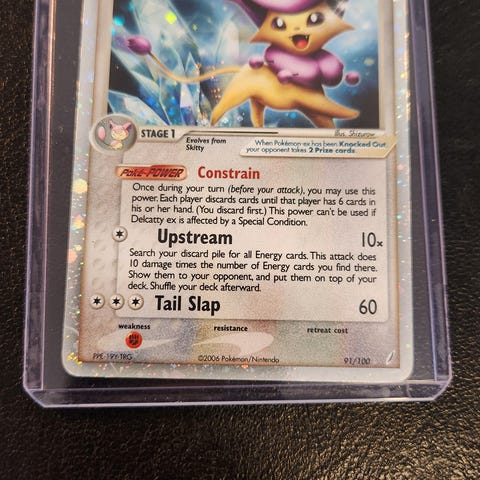 Illus. Shizurow
STAGE 1
Evolves from
Skitty
When Pokémon-ex has been Knocked Out,
your opponent takes 2 Prize cards.
Poké-POWER Constrain
Once during your turn (before your attack), you may use this
power. Each player discards cards until that player has 6 cards in
his or her hand. (You discard first.) This power can't be used if
Delcatty ex is affected by a Special Condition.
Upstream 10×
Search your discard pile for all Energy cards. This attack does
10 damage times the number of Energy cards you find there.
Show them to your opponent, and put them on top of your
deck. Shuffle your deck afterward.
Tail Slap 60
weakness resistance retreat cost
PPE-19Y-TRG
©2006 Pokémon/Nintendo
91/100